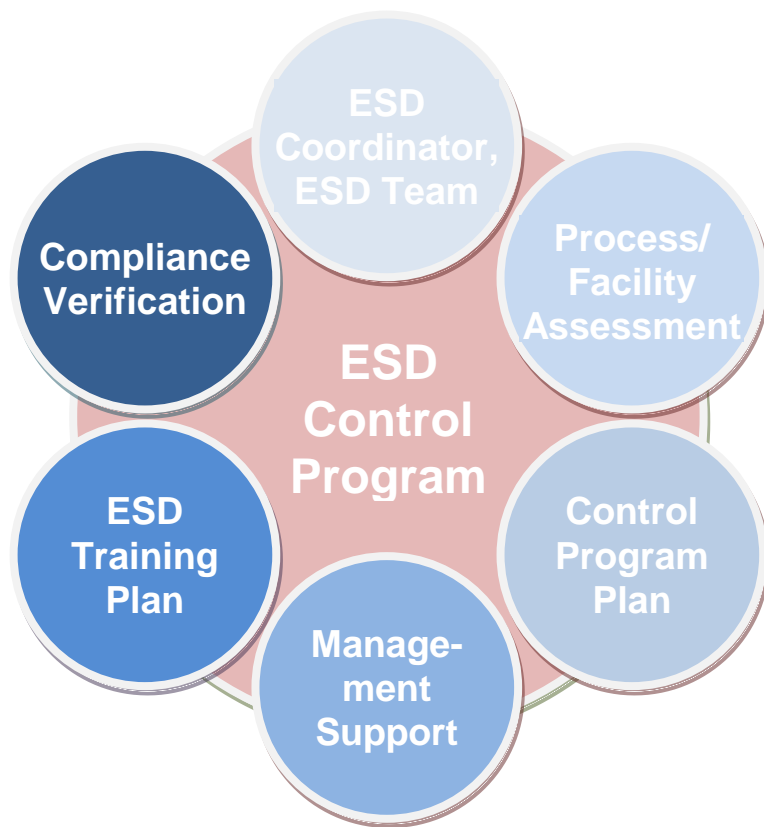 ESD
Coordinator,
ESD Team
Process/
Facility
Assessment
Control
Program
Plan
Manage-
ment
Support
ESD
Training
Plan
Compliance
Verification
ESD
Control
Program